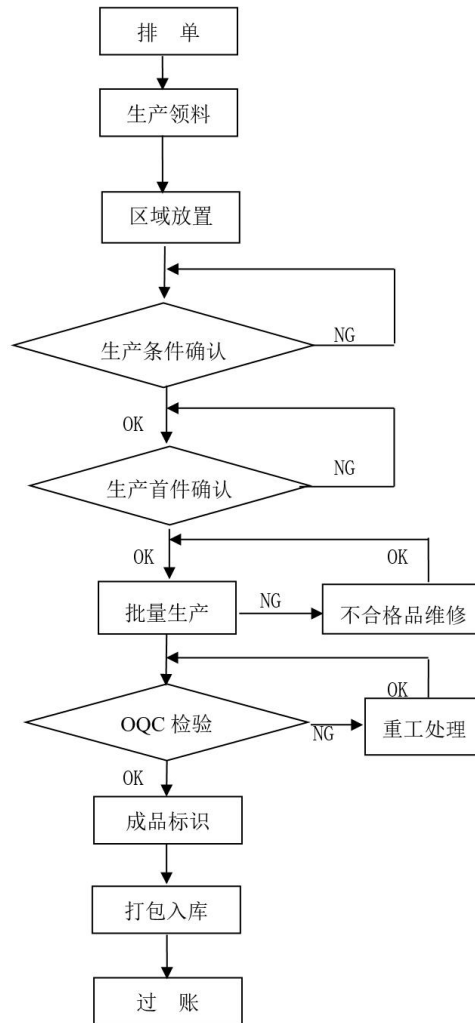 排 单
生产领料
区域放置
生产条件确认
NG
OK
生产首件确认
NG
OK
OK
批量生产
NG
不合格品维修
OK
OQC 检验
NG
重工处理
OK
成品标识
打包入库
过 账